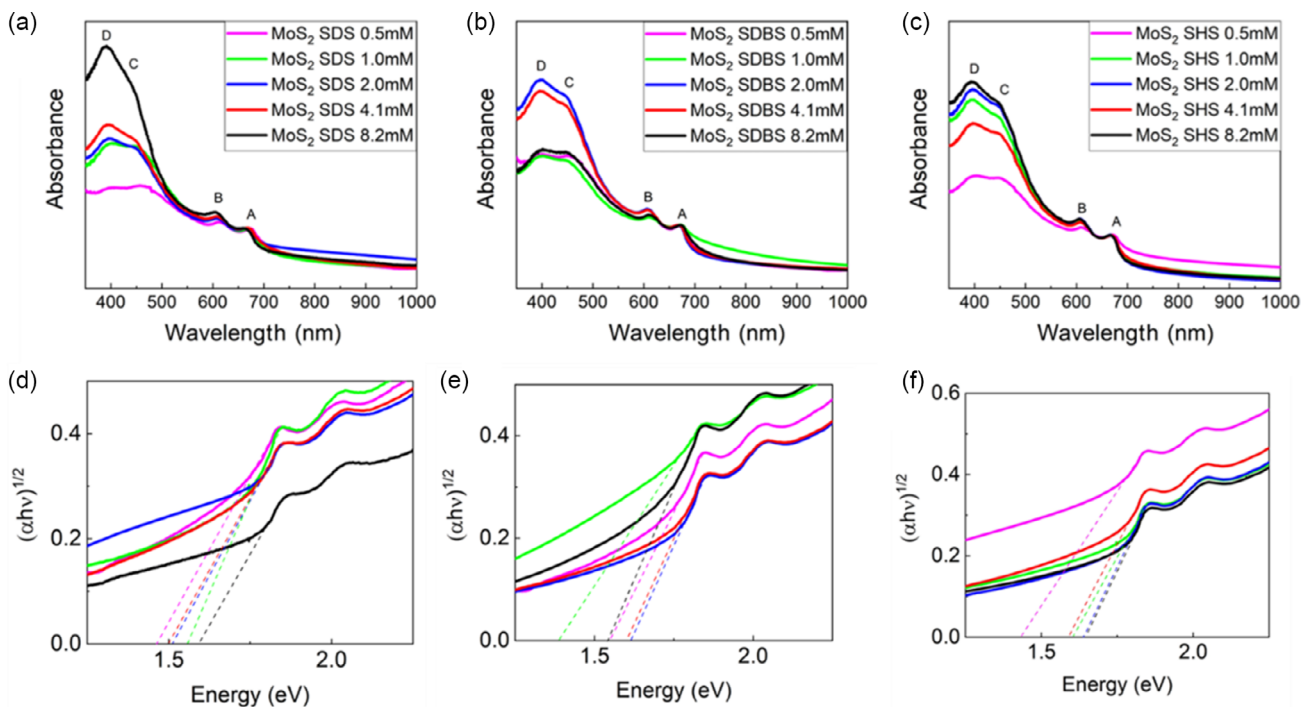 (a)
D
C
B
A
MoS2 SDS 0.5mM
MoS2 SDS 1.0mM
MoS2 SDS 2.0mM
MoS2 SDS 4.1mM
MoS2 SDS 8.2mM
Absorbance
400 500 600 700 800 900 1000
Wavelength (nm)
(b)
D
C
B
A
MoS2 SDBS 0.5mM
MoS2 SDBS 1.0mM
MoS2 SDBS 2.0mM
MoS2 SDBS 4.1mM
MoS2 SDBS 8.2mM
Absorbance
400 500 600 700 800 900 1000
Wavelength (nm)
(c)
D
C
B
A
MoS2 SHS 0.5mM
MoS2 SHS 1.0mM
MoS2 SHS 2.0mM
MoS2 SHS 4.1mM
MoS2 SHS 8.2mM
Absorbance
400 500 600 700 800 900 1000
Wavelength (nm)
(d)
(αhν)1/2
0.4
0.2
0.0
1.5 2.0
Energy (eV)
(e)
(αhν)1/2
0.4
0.2
0.0
1.5 2.0
Energy (eV)
(f)
(αhν)1/2
0.6
0.4
0.2
0.0
1.5 2.0
Energy (eV)